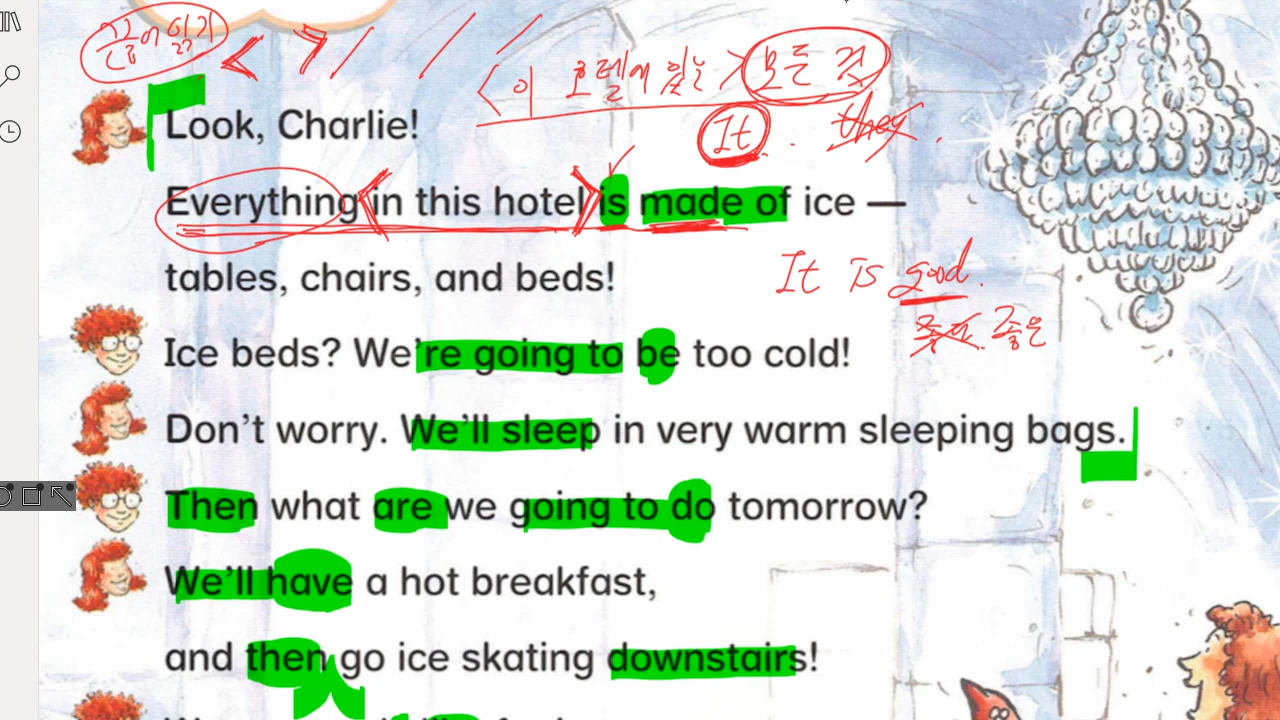 끊어 읽기 < > / / /
<이 호텔에 있는> 모든 것
Look, Charlie!
It . they .
Everything <in this hotel> is made of ice —
tables, chairs, and beds!
It is good.
좋은
Ice beds? We're going to be too cold!
Don't worry. We'll sleep in very warm sleeping bags.
Then what are we going to do tomorrow?
We'll have a hot breakfast,
and then go ice skating downstairs!